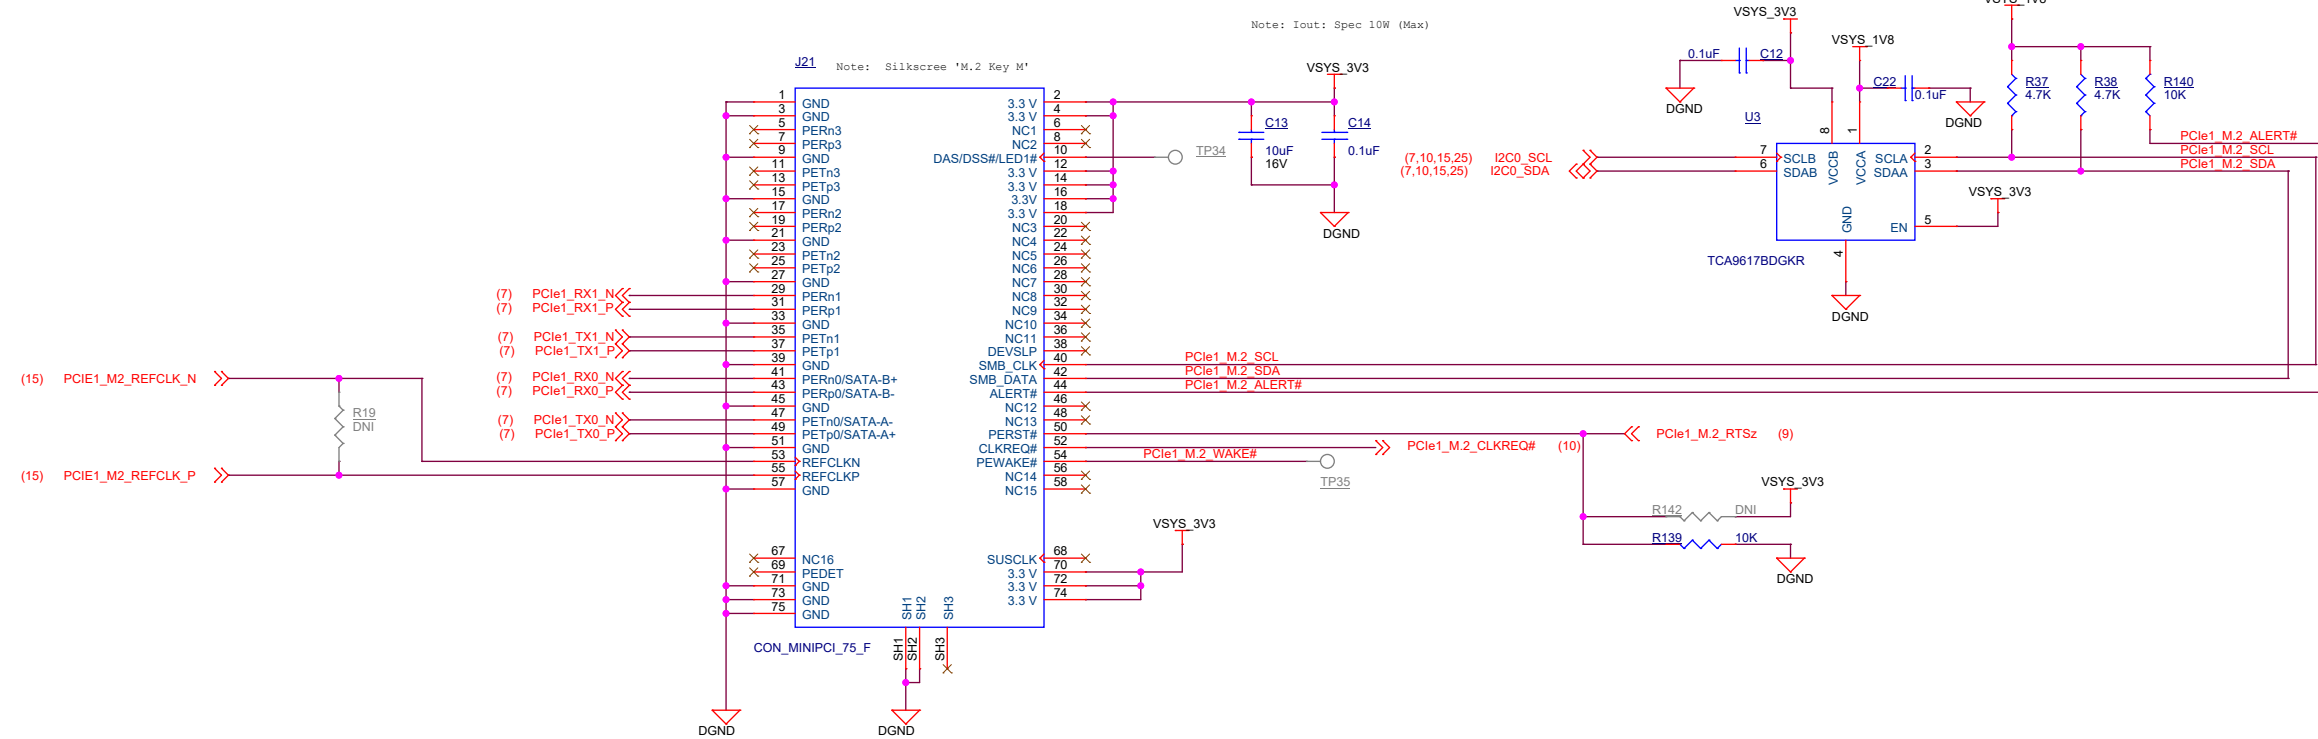 Note: Iout: Spec 10W (Max)
J21
Note: Silkscree 'M.2 Key M'
1 GND
3 GND
5 PERn3
7 PERp3
9 GND
11 PETn3
13 PETp3
15 GND
17 PERn2
19 PERp2
21 GND
23 PETn2
25 PETp2
27 GND
29 PERn1
31 PERp1
33 GND
35 PETn1
37 PETp1
39 GND
41 PERn0/SATA-B+
43 PERp0/SATA-B-
45 GND
47 PETn0/SATA-A-
49 PETp0/SATA-A+
51 GND
53 REFCLKN
55 REFCLKP
57 GND
67 NC16
69 PEDET
71 GND
73 GND
75 GND
3.3 V 2
3.3 V 4
NC1 6
NC2 8
DAS/DSS#/LED1# 10
3.3 V 12
3.3 V 14
3.3V 16
3.3 V 18
NC3 20
NC4 22
NC5 24
NC6 26
NC7 28
NC8 30
NC9 32
NC10 34
NC11 36
DEVSLP 38
SMB_CLK 40
SMB_DATA 42
ALERT# 44
NC12 46
NC13 48
PERST# 50
CLKREQ# 52
PEWAKE# 54
NC14 56
NC15 58
SUSCLK 68
3.3 V 70
3.3 V 72
3.3 V 74
SH1
SH2
SH3
SH1
SH2
SH3
CON_MINIPCI_75_F
DGND
DGND
(7) PCIe1_RX1_N
(7) PCIe1_RX1_P
(7) PCIe1_TX1_N
(7) PCIe1_TX1_P
(7) PCIe1_RX0_N
(7) PCIe1_RX0_P
(7) PCIe1_TX0_N
(7) PCIe1_TX0_P
(15) PCIE1_M2_REFCLK_N
R19
DNI
(15) PCIE1_M2_REFCLK_P
VSYS_3V3
C13
10uF
16V
C14
0.1uF
DGND
TP34
PCIe1_M.2_SCL
PCIe1_M.2_SDA
PCIe1_M.2_ALERT#
PCIe1_M.2_WAKE#
TP35
PCIe1_M.2_CLKREQ# (10)
PCIe1_M.2_RTSz (9)
VSYS_3V3
VSYS_3V3
R142 DNI
R139 10K
DGND
VSYS_3V3
0.1uF C12
DGND
VSYS_1V8
C22
0.1uF
DGND
U3
8
1
7 SCLB
6 SDAB
VCCB
VCCA
SCLA 2
SDAA 3
GND
EN 5
4
TCA9617BDGKR
DGND
VSYS_3V3
(7,10,15,25) I2C0_SCL
(7,10,15,25) I2C0_SDA
VSYS_1V8
R37
4.7K
R38
4.7K
R140
10K
PCIe1_M.2_ALERT#
PCIe1_M.2_SCL
PCIe1_M.2_SDA